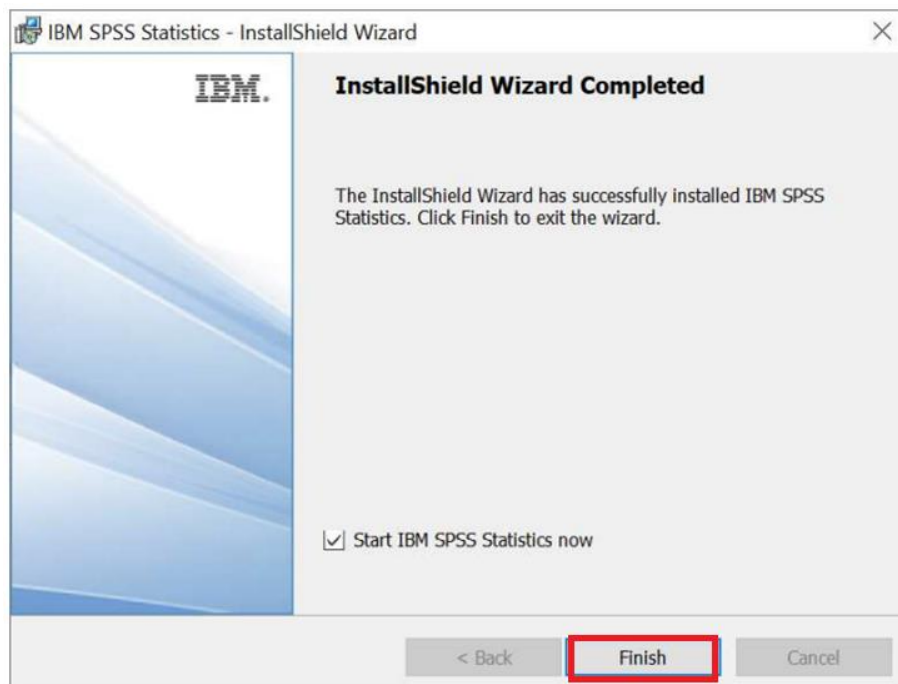 IBM SPSS Statistics - InstallShield Wizard
IBM.
InstallShield Wizard Completed
The InstallShield Wizard has successfully installed IBM SPSS
Statistics. Click Finish to exit the wizard.
Start IBM SPSS Statistics now
< Back
Finish
Cancel